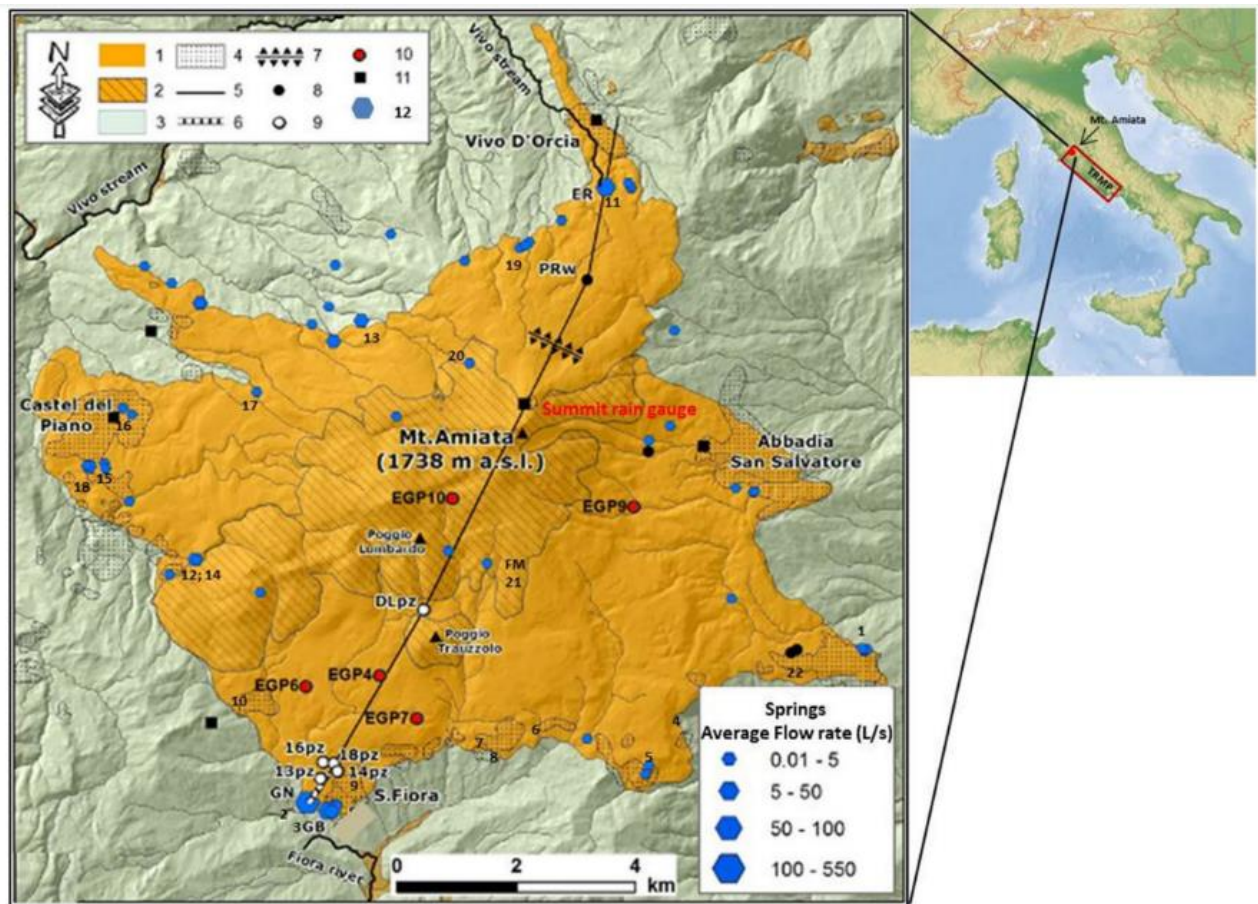 N
1
2
3
4
5
6
7
8
9
10
11
12
Vivo stream
Vivo stream
Vivo D'Orcia
ER
11
19
PRw
13
20
17
Castel del
Piano
16
Summit rain gauge
Mt.Amiata
(1738 m a.s.l.)
Abbadia
San Salvatore
18
15
EGP10
EGP9
Poggio
Lombardo
12; 14
FM
21
DLpz
Poggio
Trauzzolo
1
22
EGP6
EGP4
10
EGP7
4
6
7
8
5
16pz
18pz
13pz
14pz
9
GN
S.Fiora
2
3GB
Fiora river
0 2 4
km
Springs
Average Flow rate (L/s)
0.01 - 5
5 - 50
50 - 100
100 - 550
Mt. Amiata
TRMP